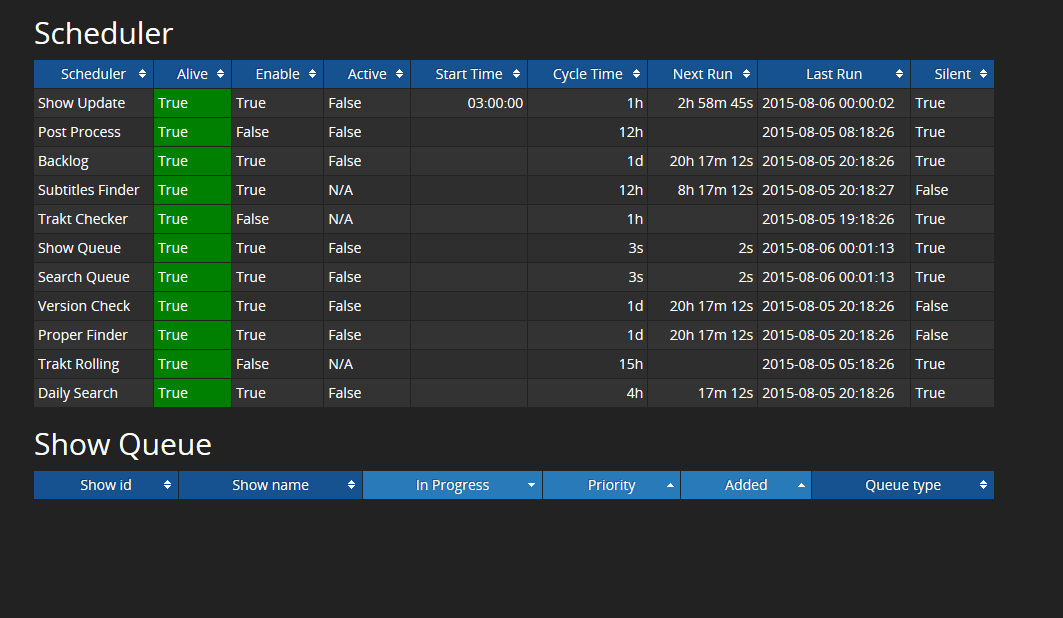 Scheduler
Scheduler Alive Enable Active Start Time Cycle Time Next Run Last Run Silent
Show Update True True False 03:00:00 1h 2h 58m 45s 2015-08-06 00:00:02 True
Post Process True False False 12h 2015-08-05 08:18:26 True
Backlog True True False 1d 20h 17m 12s 2015-08-05 20:18:26 True
Subtitles Finder True True N/A 12h 8h 17m 12s 2015-08-05 20:18:27 False
Trakt Checker True False N/A 1h 2015-08-05 19:18:26 True
Show Queue True True False 3s 2s 2015-08-06 00:01:13 True
Search Queue True True False 3s 2s 2015-08-06 00:01:13 True
Version Check True True False 1d 20h 17m 12s 2015-08-05 20:18:26 False
Proper Finder True True False 1d 20h 17m 12s 2015-08-05 20:18:26 False
Trakt Rolling True False N/A 15h 2015-08-05 05:18:26 True
Daily Search True True False 4h 17m 12s 2015-08-05 20:18:26 True
Show Queue
Show id Show name In Progress Priority Added Queue type